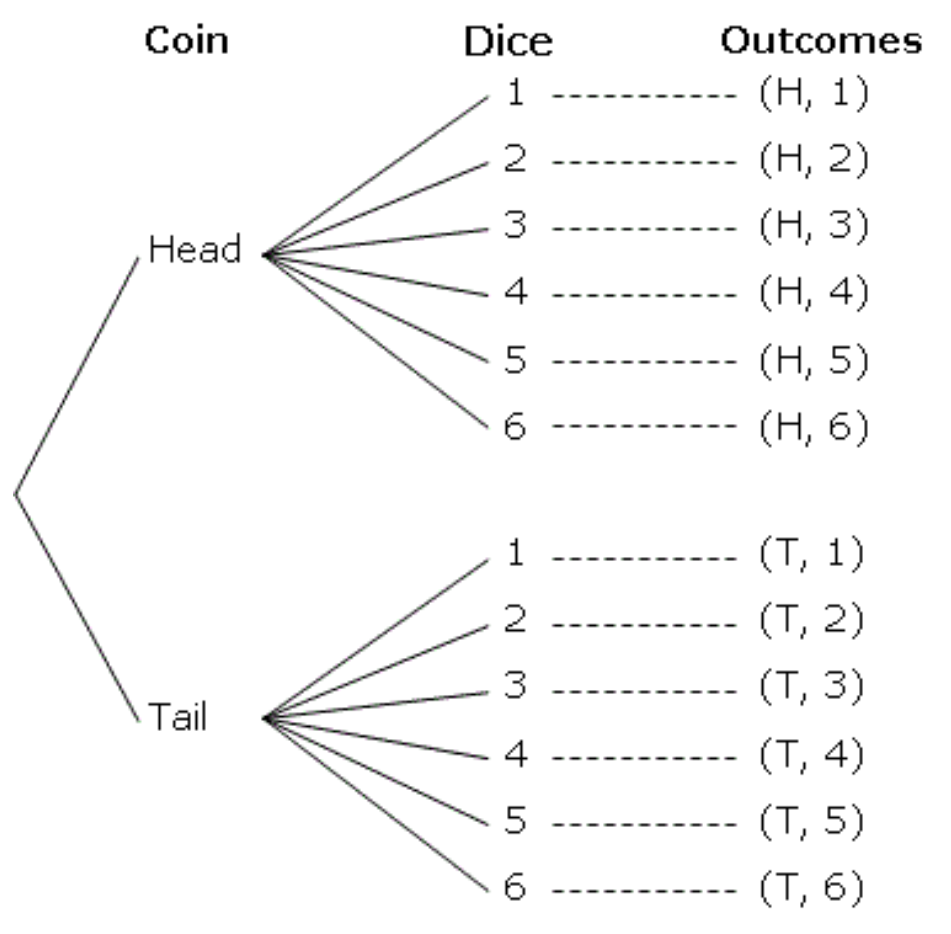 Coin Dice Outcomes
1 ----------- (H, 1)
2 ----------- (H, 2)
3 ----------- (H, 3)
Head
4 ----------- (H, 4)
5 ----------- (H, 5)
6 ----------- (H, 6)
1 ----------- (T, 1)
2 ----------- (T, 2)
3 ----------- (T, 3)
Tail
4 ----------- (T, 4)
5 ----------- (T, 5)
6 ----------- (T, 6)